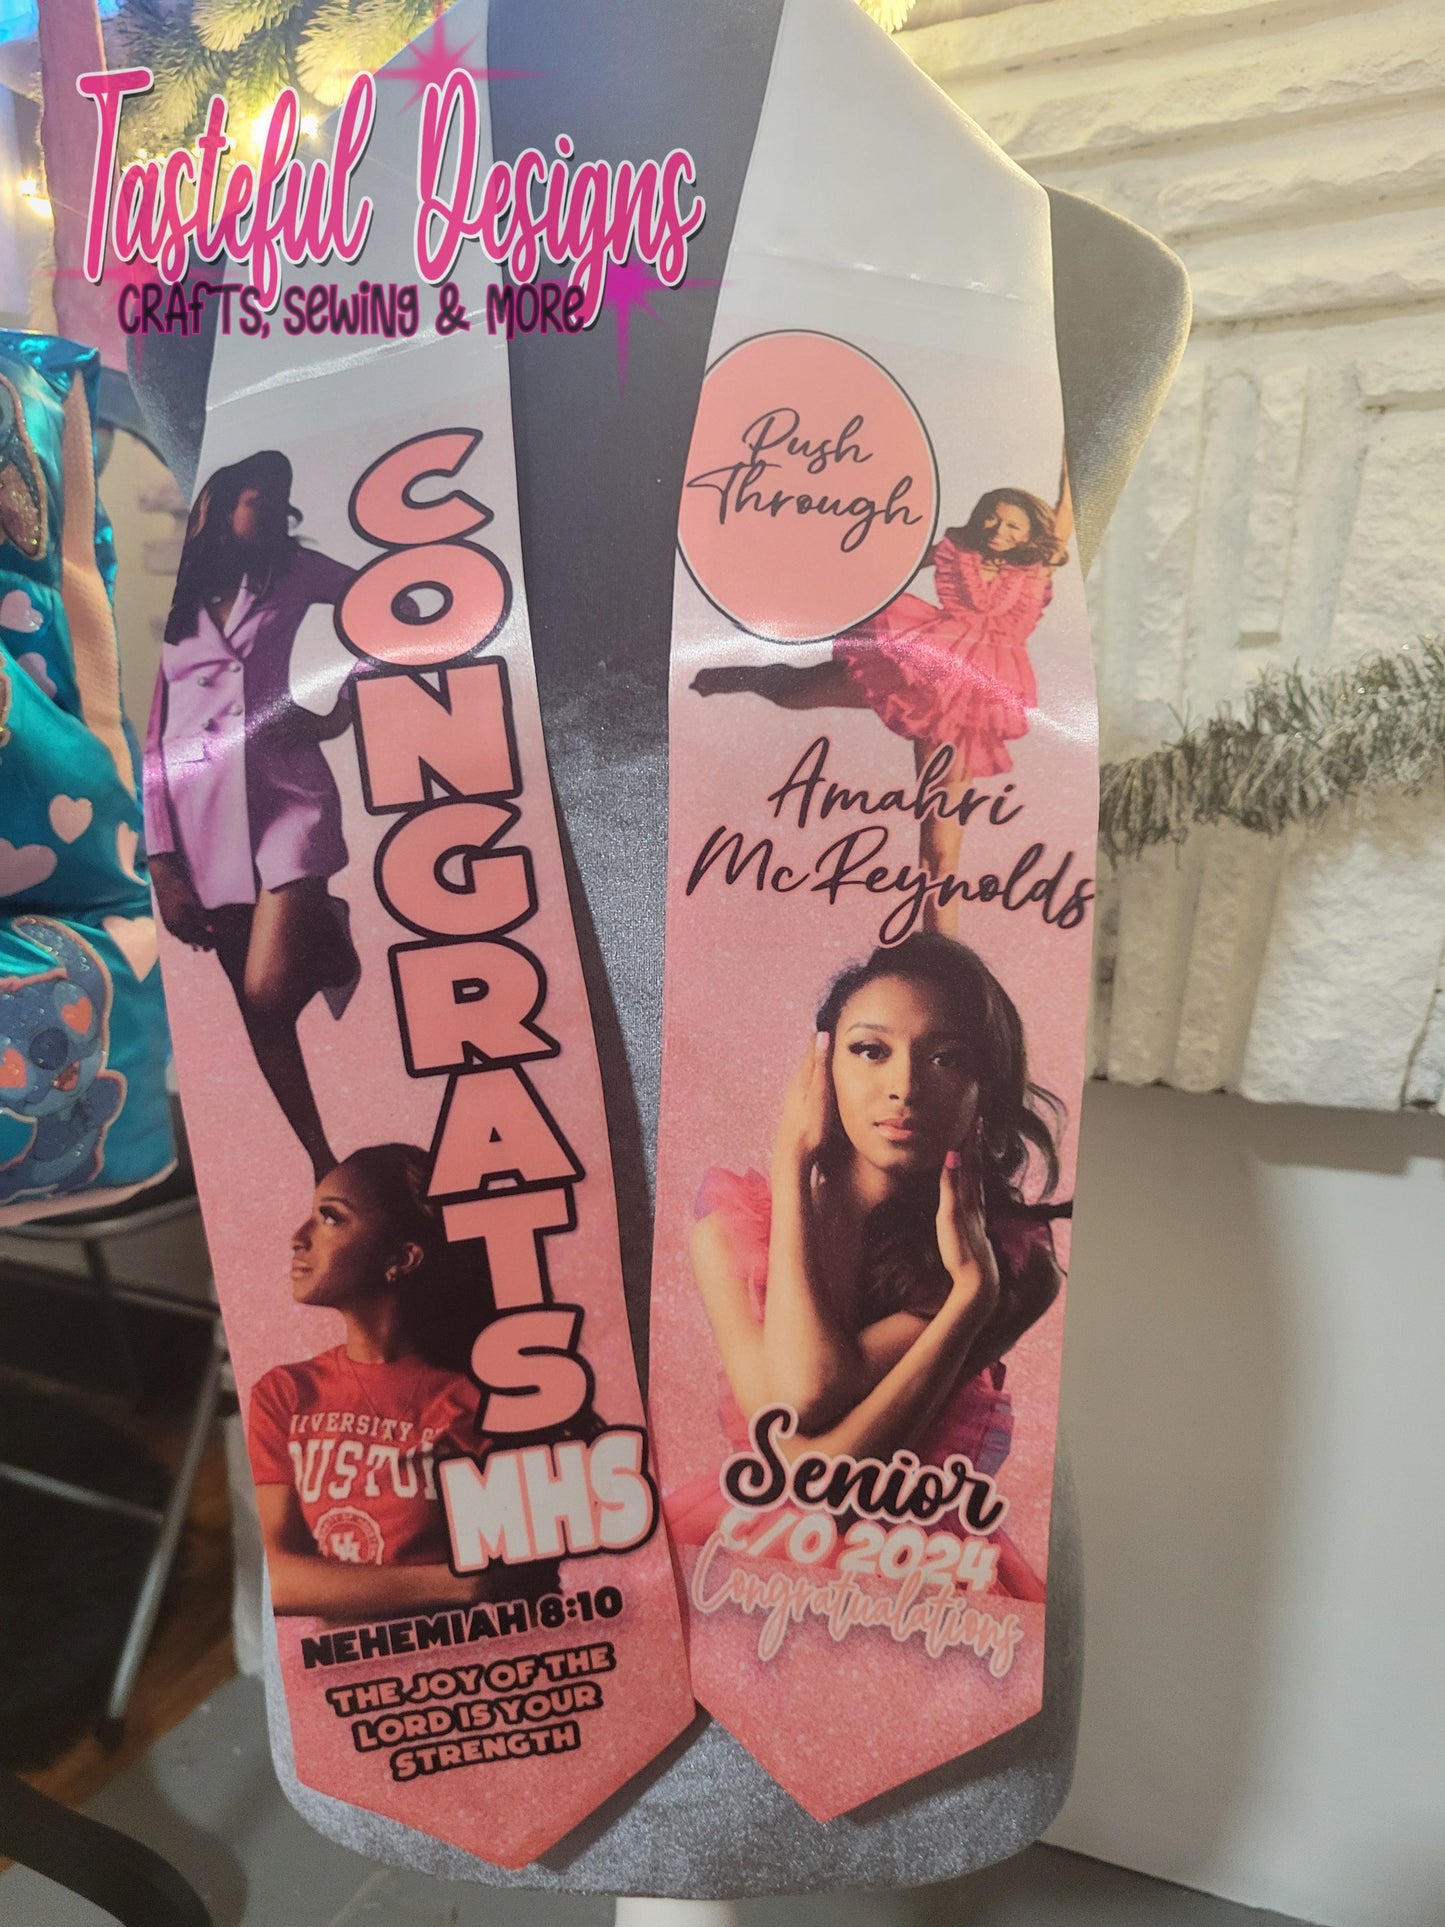 Tasteful Designs
CRAFTS, SEWING & MORE
CONGRATS
MHS
NEHEMIAH 8:10
THE JOY OF THE
LORD IS YOUR
STRENGTH
Push
Through
Amahri
McReynolds
Senior
C/O 2024
Congratualations